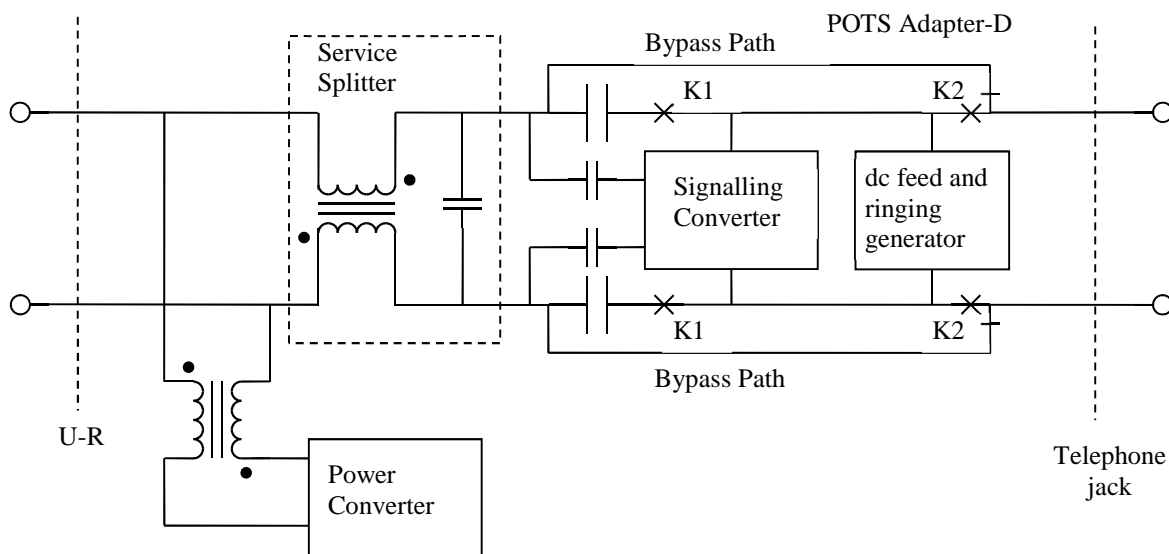 POTS Adapter-D
Bypass Path
Service
Splitter
K1
K2
Signalling
Converter
dc feed and
ringing
generator
K1
K2
Bypass Path
U-R
Telephone
jack
Power
Converter